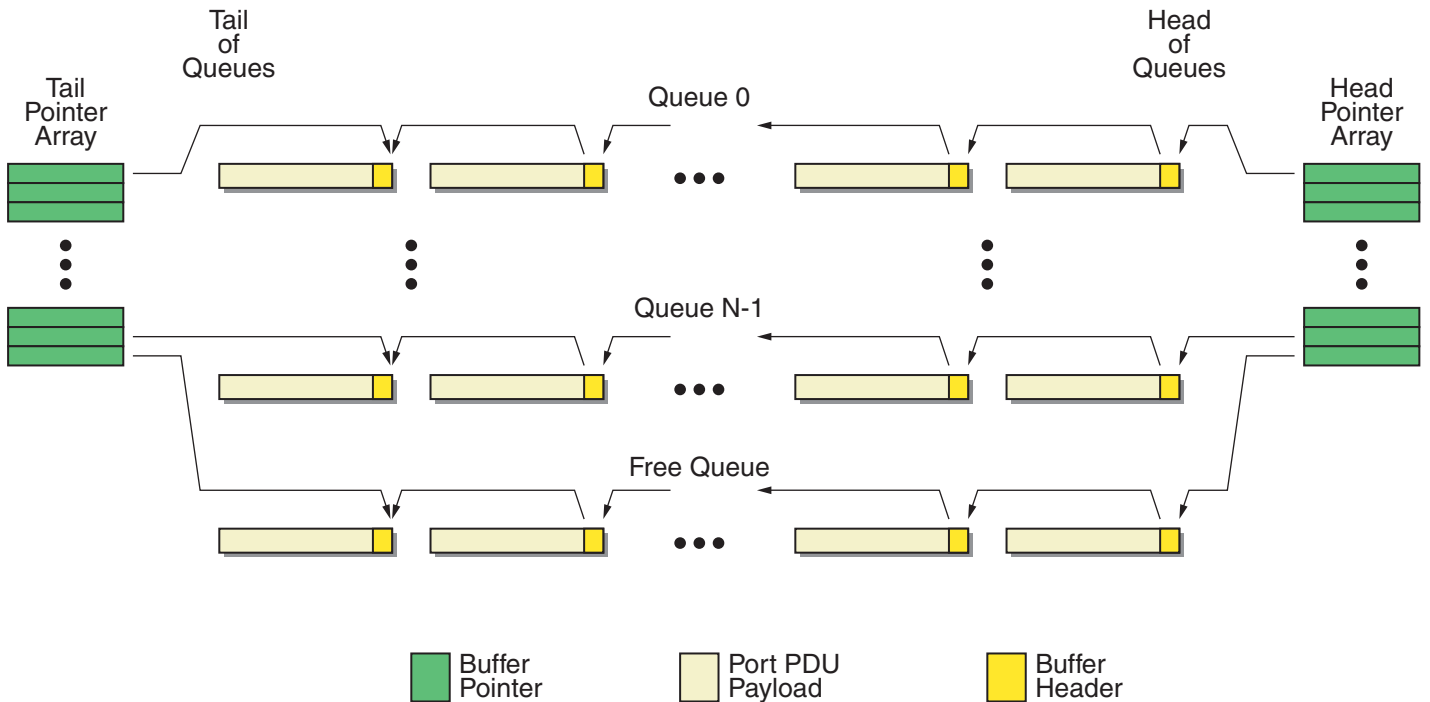 Tail
of
Queues
Head
of
Queues
Tail
Pointer
Array
Queue 0
Head
Pointer
Array
Queue N-1
Free Queue
Buffer
Pointer
Port PDU
Payload
Buffer
Header